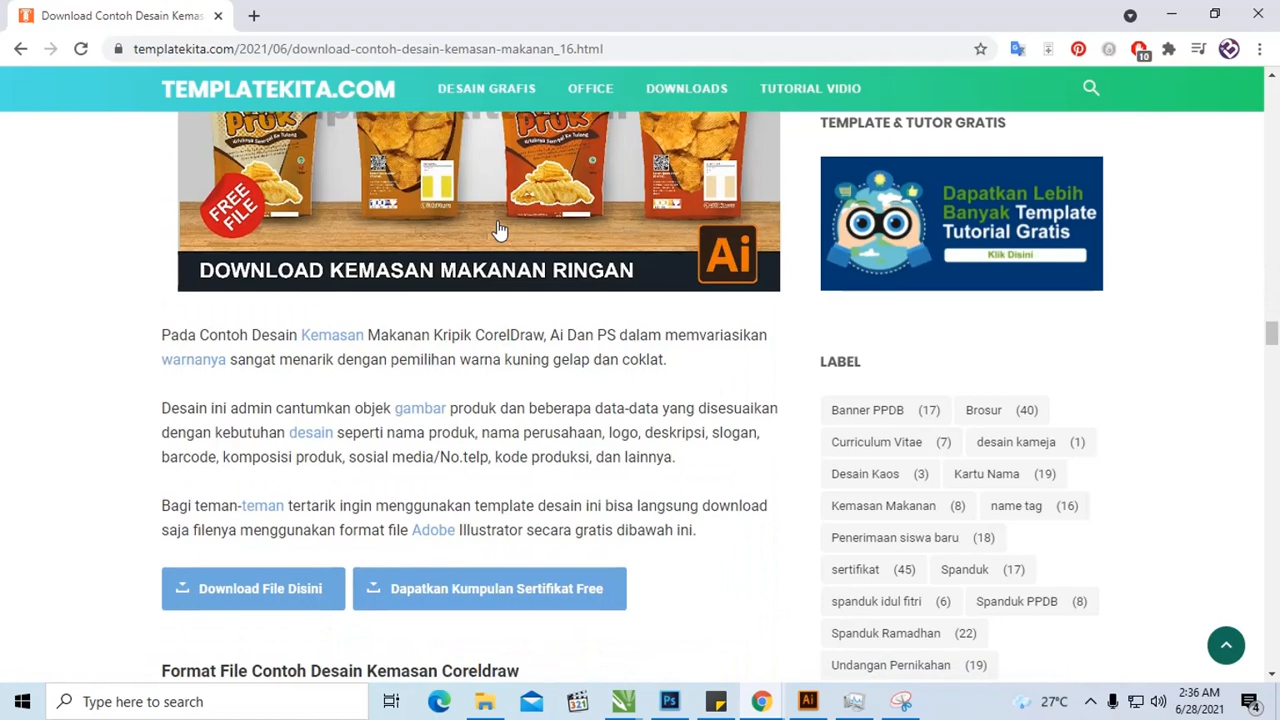 Download Contoh Desain Kemas
templatekita.com/2021/06/download-contoh-desain-kemasan-makanan_16.html
10
TEMPLATEKITA.COM
DESAIN GRAFIS
OFFICE
DOWNLOADS
TUTORIAL VIDIO
Pruk
Pruk
FREE
FILE
Ai
DOWNLOAD KEMASAN MAKANAN RINGAN
Pada Contoh Desain Kemasan Makanan Kripik CorelDraw, Ai Dan PS dalam memvariasikan
warnanya sangat menarik dengan pemilihan warna kuning gelap dan coklat.
Desain ini admin cantumkan objek gambar produk dan beberapa data-data yang disesuaikan
dengan kebutuhan desain seperti nama produk, nama perusahaan, logo, deskripsi, slogan,
barcode, komposisi produk, sosial media/No.telp, kode produksi, dan lainnya.
Bagi teman-teman tertarik ingin menggunakan template desain ini bisa langsung download
saja filenya menggunakan format file Adobe Illustrator secara gratis dibawah ini.
Download File Disini
Dapatkan Kumpulan Sertifikat Free
Format File Contoh Desain Kemasan Coreldraw
TEMPLATE & TUTOR GRATIS
Dapatkan Lebih
Banyak Template
Tutorial Gratis
Klik Disini
LABEL
Banner PPDB (17)
Brosur (40)
Curriculum Vitae (7)
desain kameja (1)
Desain Kaos (3)
Kartu Nama (19)
Kemasan Makanan (8)
name tag (16)
Penerimaan siswa baru (18)
sertifikat (45)
Spanduk (17)
spanduk idul fitri (6)
Spanduk PPDB (8)
Spanduk Ramadhan (22)
Undangan Pernikahan (19)
Type here to search
321
Ps
Ai
27°C
2:36 AM
6/28/2021
4